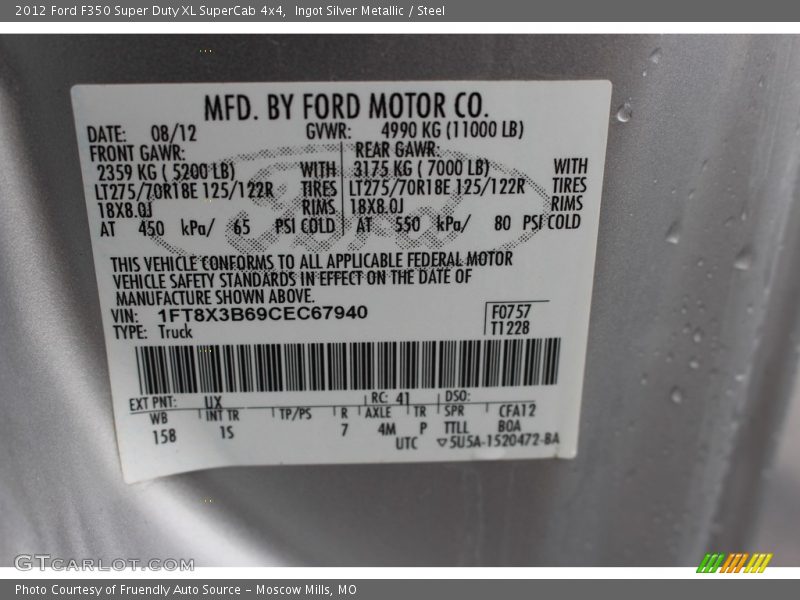 2012 Ford F350 Super Duty XL SuperCab 4x4, Ingot Silver Metallic / Steel
MFD. BY FORD MOTOR CO.
DATE: 08/12 GVWR: 4990 KG (11000 LB)
FRONT GAWR: REAR GAWR:
2359 KG ( 5200 LB) WITH 3175 KG ( 7000 LB) WITH
LT275/70R18E 125/122R TIRES LT275/70R18E 125/122R TIRES
18X8.0J RIMS 18X8.0J RIMS
AT 450 kPa/ 65 PSI COLD AT 550 kPa/ 80 PSI COLD
THIS VEHICLE CONFORMS TO ALL APPLICABLE FEDERAL MOTOR
VEHICLE SAFETY STANDARDS IN EFFECT ON THE DATE OF
MANUFACTURE SHOWN ABOVE.
VIN: 1FT8X3B69CEC67940 F0757
TYPE: Truck T1228
EXT PNT: UX RC: 41 DSO:
WB INT TR TP/PS R AXLE TR SPR CFA12
158 1S 7 4M P TTLL BOA
UTC ▽5U5A-1520472-BA
GTCarLot.com
Photo Courtesy of Fruendly Auto Source - Moscow Mills, MO